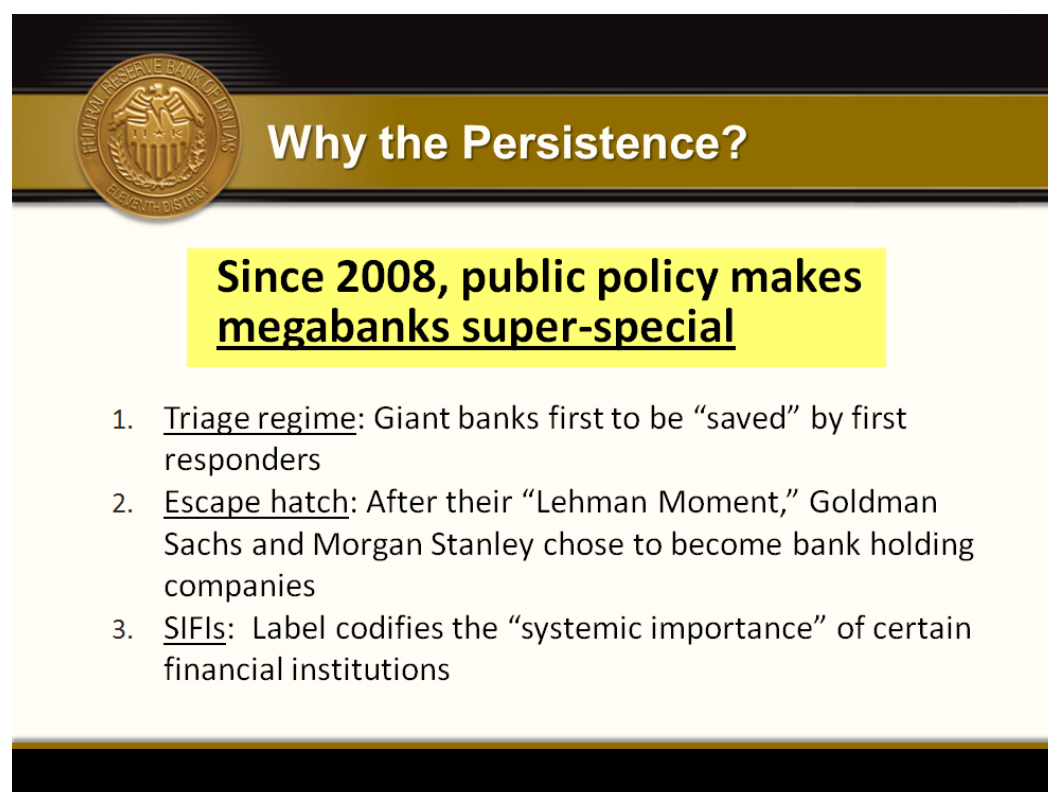 FEDERAL RESERVE BANK OF DALLAS
ELEVENTH DISTRICT
Why the Persistence?
Since 2008, public policy makes
megabanks super-special
1. Triage regime: Giant banks first to be “saved” by first
responders
2. Escape hatch: After their “Lehman Moment,” Goldman
Sachs and Morgan Stanley chose to become bank holding
companies
3. SIFIs:  Label codifies the “systemic importance” of certain
financial institutions